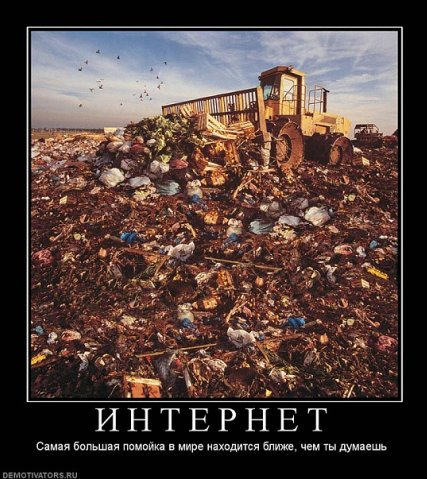 ИНТЕРНЕТ
Самая большая помойка в мире находится ближе, чем ты думаешь
DEMOTIVATORS.RU